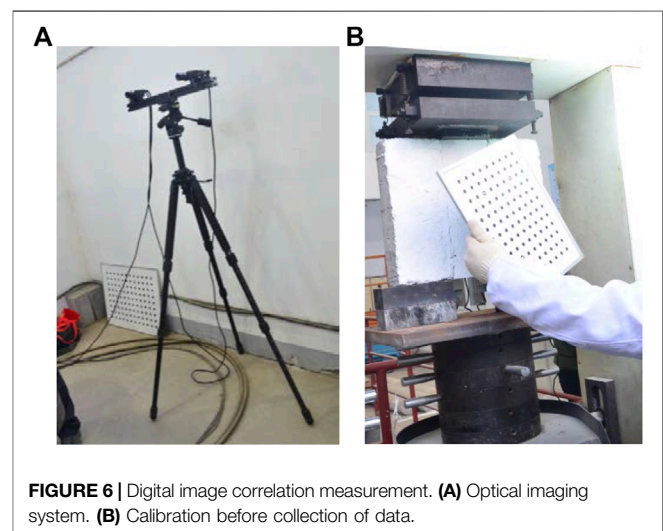 A
B
FIGURE 6 | Digital image correlation measurement. (A) Optical imaging
system. (B) Calibration before collection of data.